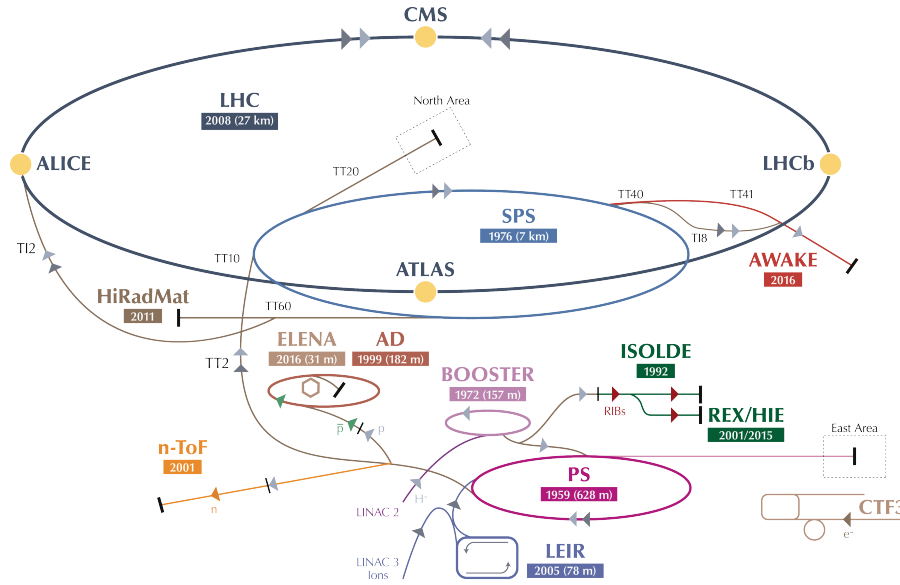 CMS
LHC
2008 (27 km)
North Area
ALICE
LHCb
TT20
TT40
TT41
SPS
1976 (7 km)
TI2
TI8
TT10
ATLAS
AWAKE
2016
HiRadMat
2011
TT60
ELENA
2016 (31 m)
AD
1999 (182 m)
TT2
ISOLDE
1992
BOOSTER
1972 (157 m)
RIBs
REX/HIE
2001/2015
p
p
East Area
n-ToF
2001
PS
1959 (628 m)
H-
LINAC 2
n
CTF3
e-
LINAC 3
Ions
LEIR
2005 (78 m)